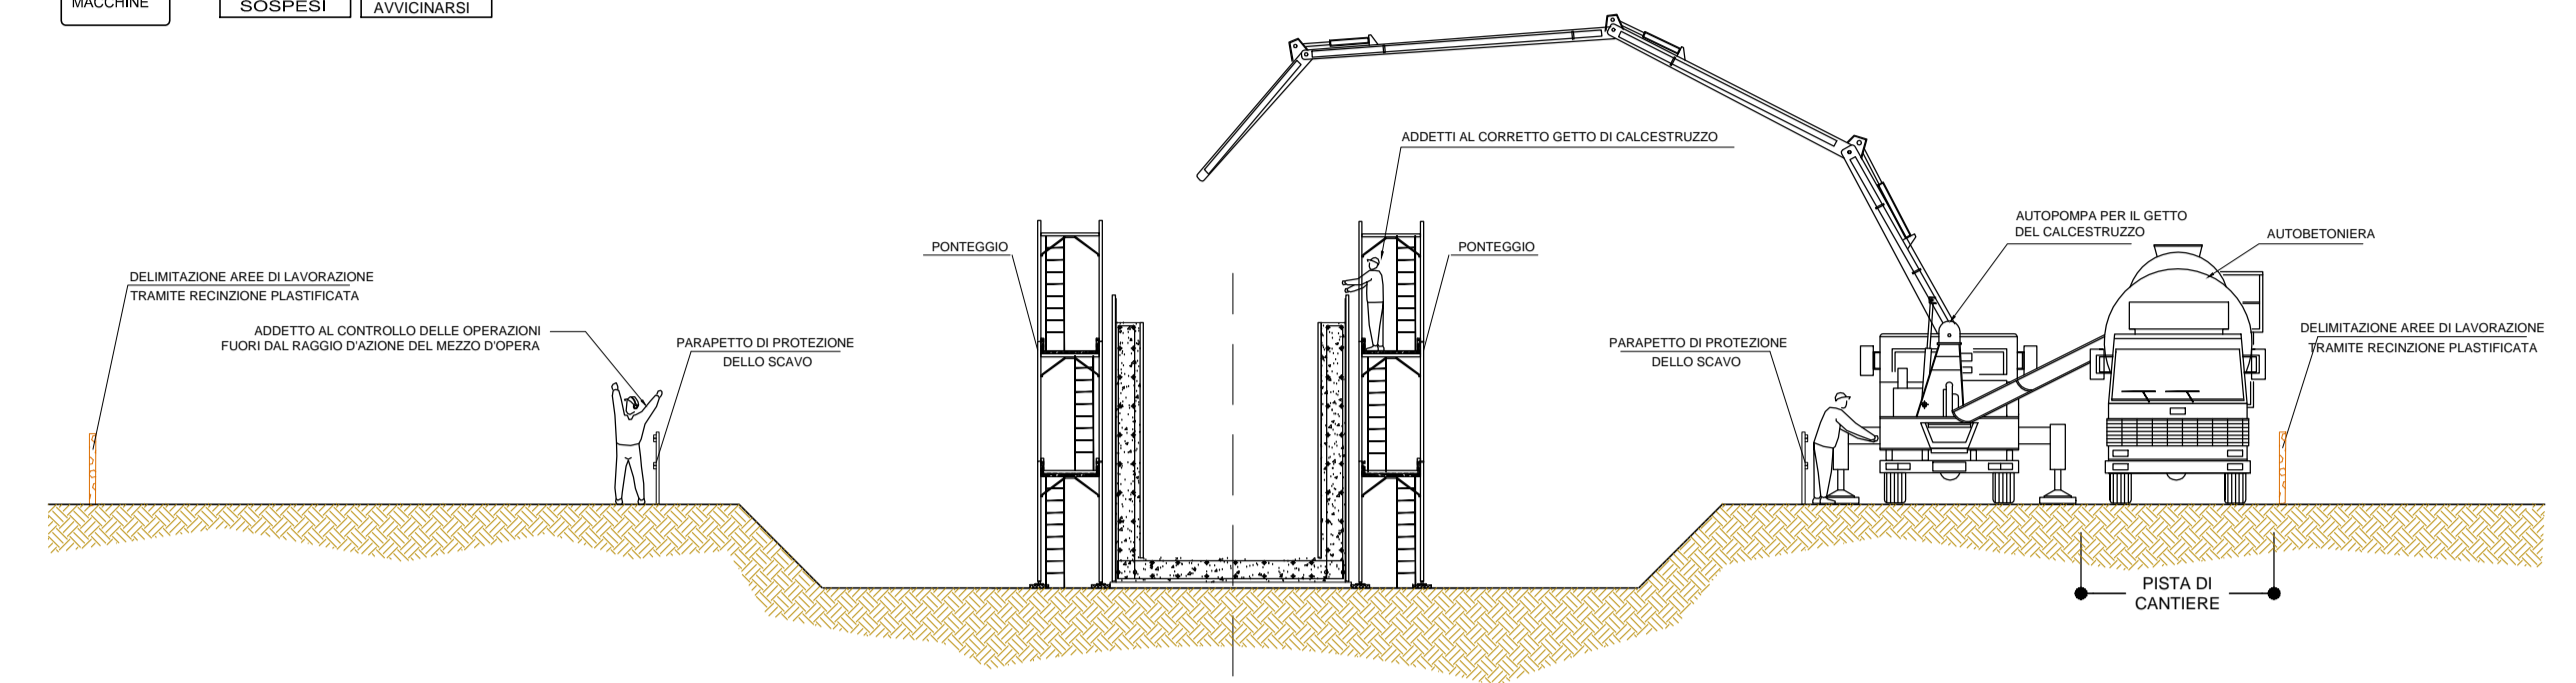 MACCHINE
SOSPESI
AVVICINARSI
ADDETTI AL CORRETTO GETTO DI CALCESTRUZZO
AUTOPOMPA PER IL GETTO
DEL CALCESTRUZZO
AUTOBETONIERA
PONTEGGIO
PONTEGGIO
DELIMITAZIONE AREE DI LAVORAZIONE
TRAMITE RECINZIONE PLASTIFICATA
ADDETTO AL CONTROLLO DELLE OPERAZIONI
FUORI DAL RAGGIO D'AZIONE DEL MEZZO D'OPERA
PARAPETTO DI PROTEZIONE
DELLO SCAVO
PARAPETTO DI PROTEZIONE
DELLO SCAVO
DELIMITAZIONE AREE DI LAVORAZIONE
TRAMITE RECINZIONE PLASTIFICATA
PISTA DI
CANTIERE